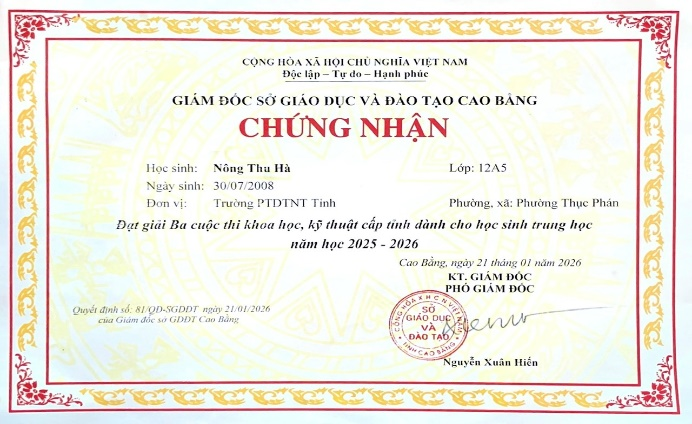 CỘNG HÒA XÃ HỘI CHỦ NGHĨA VIỆT NAM
Độc lập – Tự do – Hạnh phúc
GIÁM ĐỐC SỞ GIÁO DỤC VÀ ĐÀO TẠO CAO BẰNG
CHỨNG NHẬN
Học sinh: Nông Thu Hà Lớp: 12A5
Ngày sinh: 30/07/2008
Đơn vị: Trường PTDTNT Tỉnh Phường, xã: Phường Thục Phán
Đạt giải Ba cuộc thi khoa học, kỹ thuật cấp tỉnh dành cho học sinh trung học
năm học 2025 - 2026
Cao Bằng, ngày 21 tháng 01 năm 2026
KT. GIÁM ĐỐC
PHÓ GIÁM ĐỐC
Quyết định số: 81/QĐ-SGDĐT ngày 21/01/2026
của Giám đốc sở GDĐT Cao Bằng
CỘNG HÒA X H C N VIỆT NAM
SỞ
GIÁO DỤC
VÀ
ĐÀO TẠO
TỈNH CAO BẰNG
Nguyễn Xuân Hiến